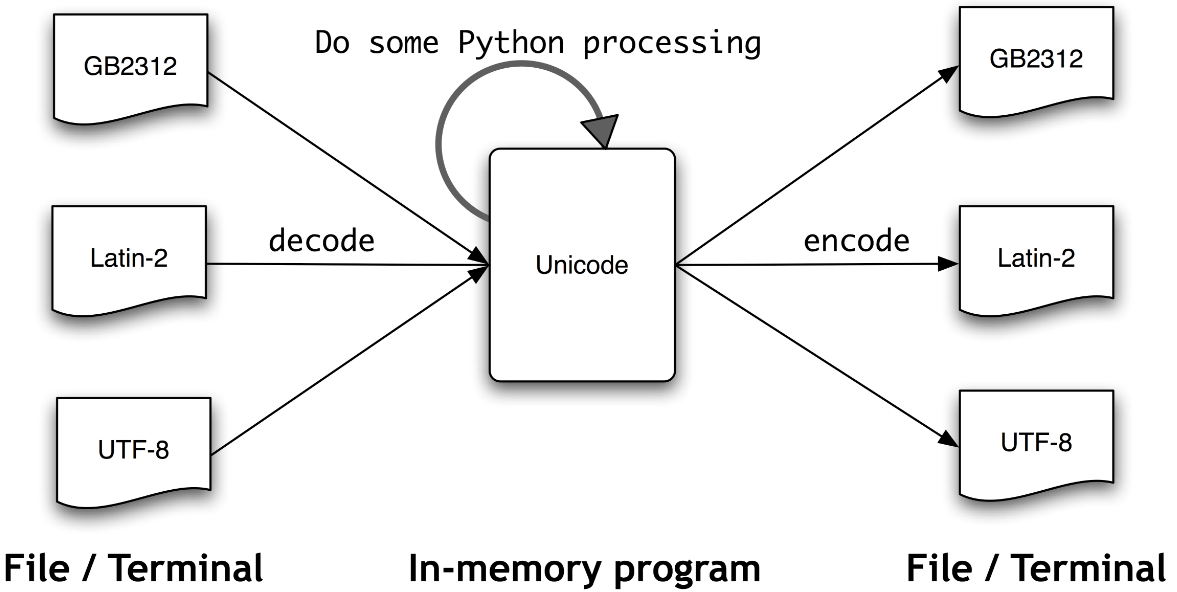 Do some Python processing
GB2312
GB2312
Latin-2
decode
Unicode
encode
Latin-2
UTF-8
UTF-8
File / Terminal
In-memory program
File / Terminal